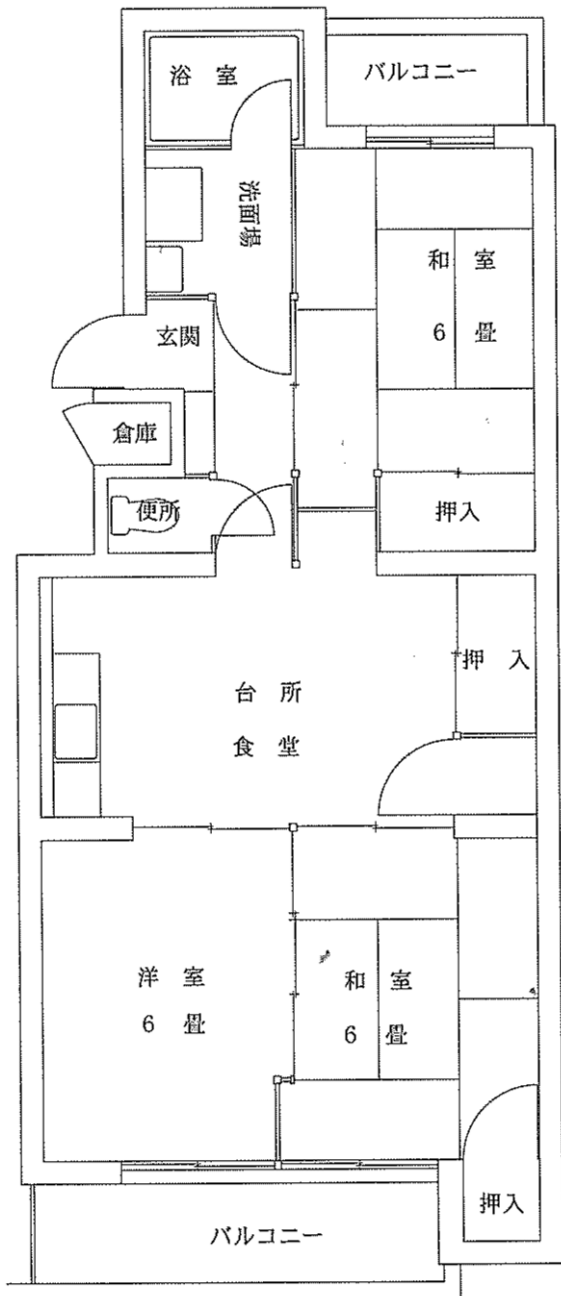 浴 室
バルコニー
洗面場
和 室
6 畳
玄関
倉庫
便所
押入
押 入
台 所
食 堂
洋 室
6 畳
和 室
6 畳
押入
バルコニー